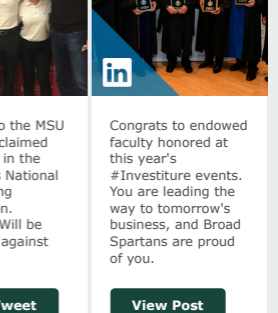 in
o the MSU
claimed
in the
s National
ng
n.
Will be
against
weet
Congrats to endowed
faculty honored at
this year's
#Investiture events.
You are leading the
way to tomorrow's
business, and Broad
Spartans are proud
of you.
View Post